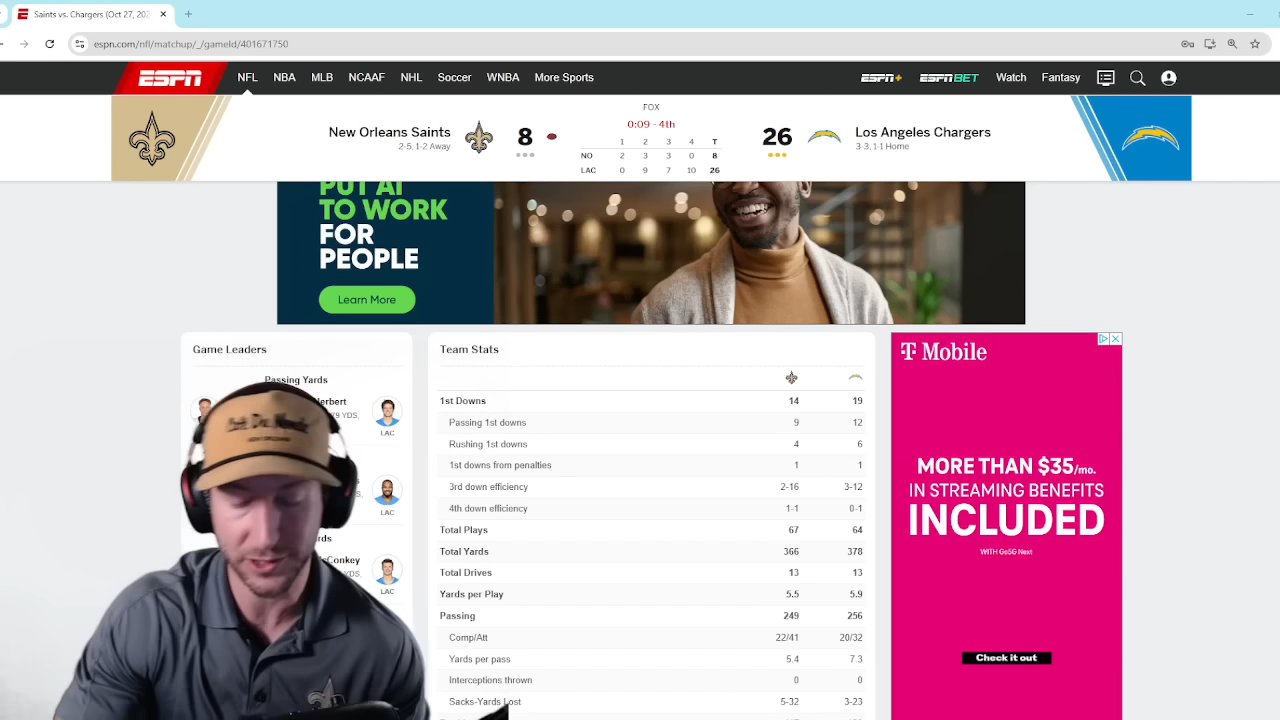 Saints vs. Chargers (Oct 27, 202
espn.com/nfl/matchup/_/gameId/401671750
ESPN NFL NBA MLB NCAAF NHL Soccer WNBA More Sports ESPN+ ESPN BET Watch Fantasy
FOX
0:09 - 4th
New Orleans Saints
2-5, 1-2 Away
8
1 2 3 4 T
NO 2 3 3 0 8
LAC 0 9 7 10 26
26
Los Angeles Chargers
3-3, 1-1 Home
PUT AI
TO WORK
FOR
PEOPLE
Learn More
Game Leaders
Passing Yards
Herbert
YDS,
LAC
LAC
Conkey
YDS,
LAC
Team Stats
1st Downs 14 19
Passing 1st downs 9 12
Rushing 1st downs 4 6
1st downs from penalties 1 1
3rd down efficiency 2-16 3-12
4th down efficiency 1-1 0-1
Total Plays 67 64
Total Yards 366 378
Total Drives 13 13
Yards per Play 5.5 5.9
Passing 249 256
Comp/Att 22/41 20/32
Yards per pass 5.4 7.3
Interceptions thrown 0 0
Sacks-Yards Lost 5-32 3-23
T Mobile
MORE THAN $35/mo.
IN STREAMING BENEFITS
INCLUDED
WITH Go5G Next
Check it out